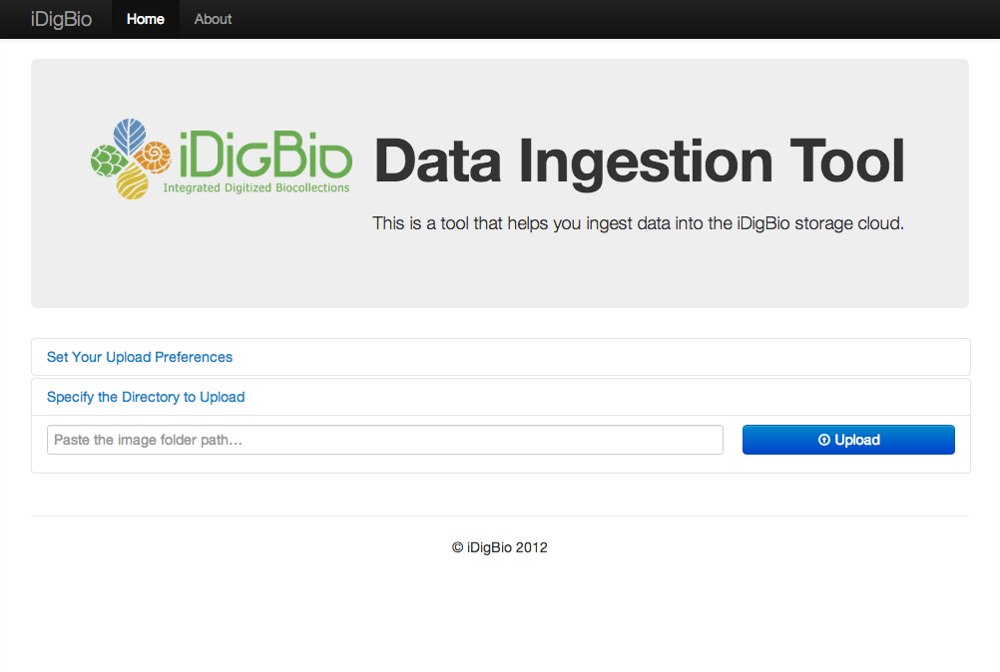 iDigBio Home About
iDigBio
Integrated Digitized Biocollections
Data Ingestion Tool
This is a tool that helps you ingest data into the iDigBio storage cloud.
Set Your Upload Preferences
Specify the Directory to Upload
Paste the image folder path... Upload
© iDigBio 2012